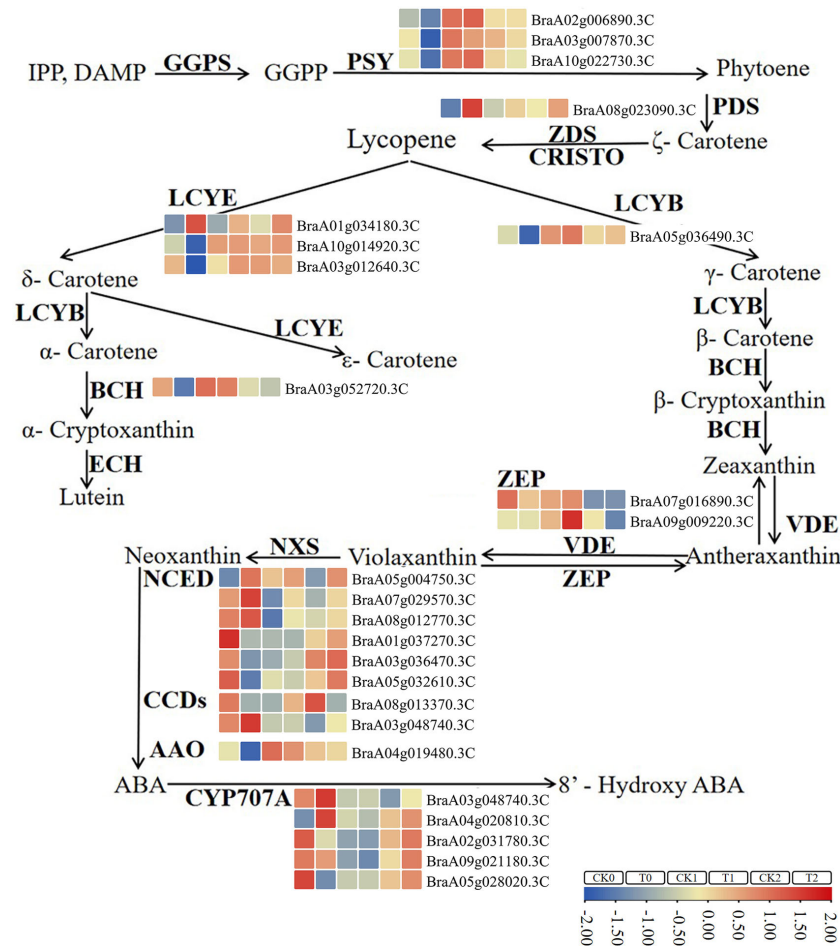 BraA02g006890.3C
BraA03g007870.3C
IPP, DAMP GGPS GGPP PSY BraA10g022730.3C Phytoene
BraA08g023090.3C PDS
Lycopene ZDS ζ- Carotene
CRISTO
LCYE LCYB
BraA01g034180.3C
BraA10g014920.3C BraA05g036490.3C
BraA03g012640.3C
δ- Carotene γ- Carotene
LCYB LCYE LCYB
α- Carotene ε- Carotene β- Carotene
BCH BraA03g052720.3C BCH
α- Cryptoxanthin β- Cryptoxanthin
BCH
ECH Zeaxanthin
Lutein ZEP
BraA07g016890.3C
BraA09g009220.3C VDE
Neoxanthin NXS Violaxanthin VDE Antheraxanthin
ZEP
NCED BraA05g004750.3C
BraA07g029570.3C
BraA08g012770.3C
BraA01g037270.3C
BraA03g036470.3C
BraA05g032610.3C
CCDs BraA08g013370.3C
BraA03g048740.3C
AAO BraA04g019480.3C
ABA 8’ - Hydroxy ABA
CYP707A BraA03g048740.3C
BraA04g020810.3C
BraA02g031780.3C
BraA09g021180.3C
BraA05g028020.3C
CK0 T0 CK1 T1 CK2 T2
-2.00 -1.50 -1.00 -0.50 0.00 0.50 1.00 1.50 2.00